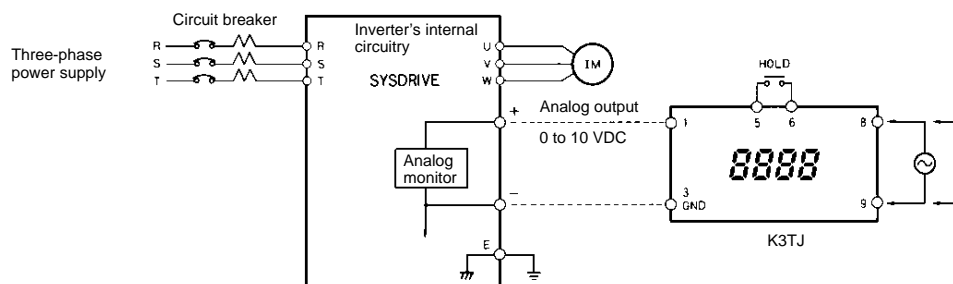 Circuit breaker
Three-phase
power supply
R
S
T
R
S
T
Inverter's internal
circuitry
SYSDRIVE
U
V
W
IM
Analog
monitor
+
−
E
Analog output
0 to 10 VDC
HOLD
1
5
6
8
8888
3
GND
9
K3TJ